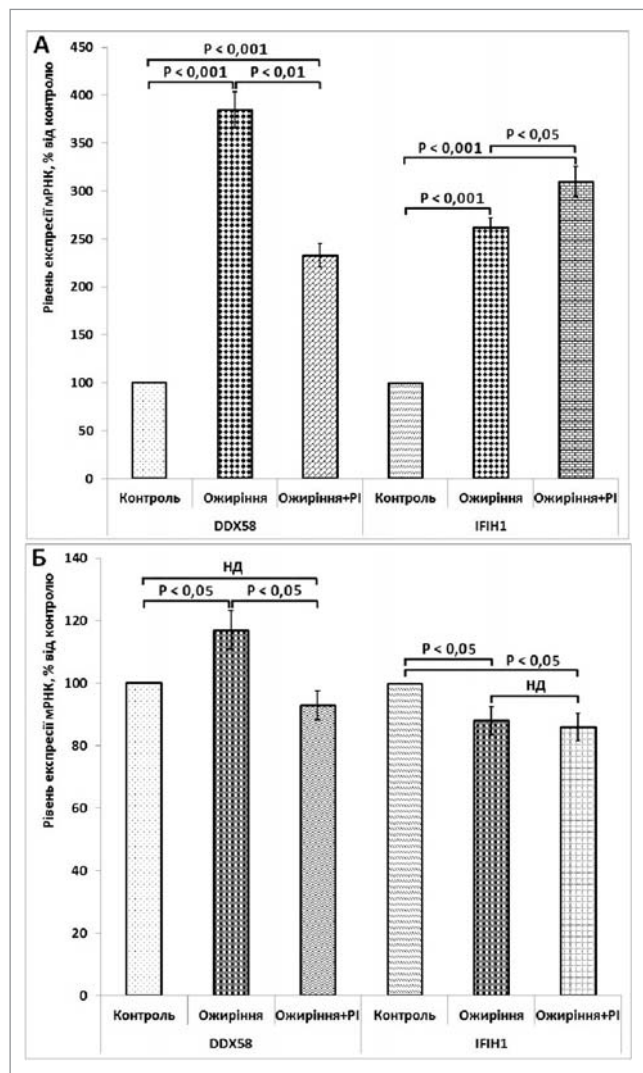 А
Рівень експресії мРНК, % від контролю
450
400
350
300
250
200
150
100
50
0
P < 0,001
P < 0,001 P < 0,01
P < 0,05
P < 0,001
P < 0,001
Контроль Ожиріння Ожиріння+РІ Контроль Ожиріння Ожиріння+РІ
DDX58 IFIH1
Б
Рівень експресії мРНК, % від контролю
140
120
100
80
60
40
20
0
НД
P < 0,05 P < 0,05
P < 0,05
P < 0,05
НД
Контроль Ожиріння Ожиріння+РІ Контроль Ожиріння Ожиріння+РІ
DDX58 IFIH1